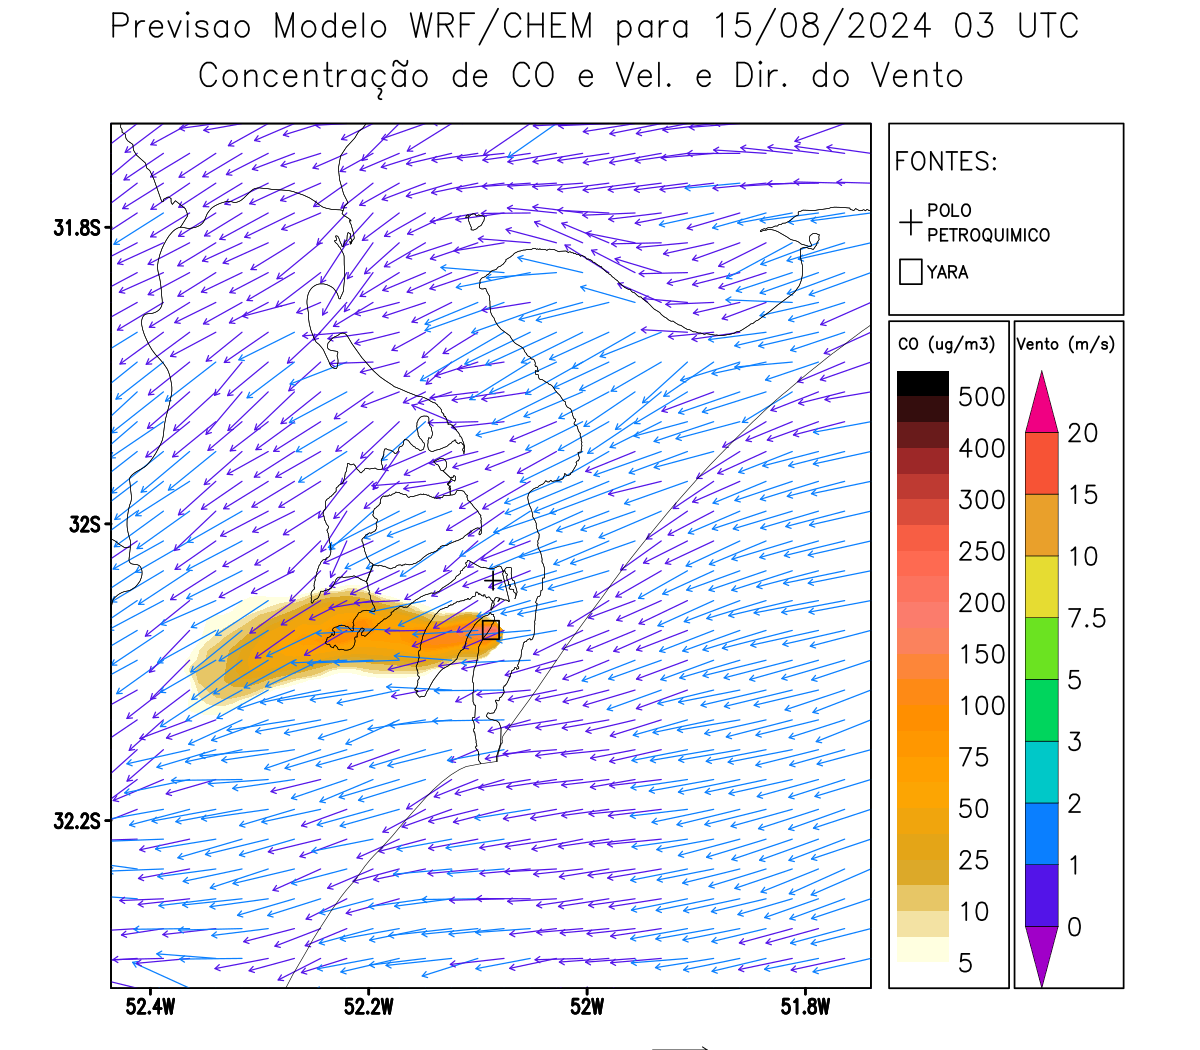 Previsao Modelo WRF/CHEM para 15/08/2024 03 UTC
Concentração de CO e Vel. e Dir. do Vento
FONTES:
POLO
PETROQUIMICO
YARA
CO (ug/m3)
500
400
300
250
200
150
100
75
50
25
10
5
Vento (m/s)
20
15
10
7.5
5
3
2
1
0
31.8S
32S
32.2S
52.4W 52.2W 52W 51.8W